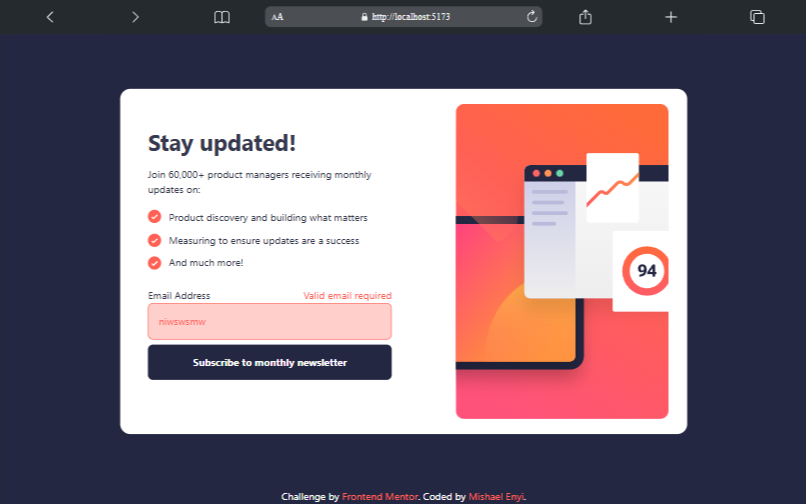 AA
http://localhost:5173
Stay updated!
Join 60,000+ product managers receiving monthly
updates on:
Product discovery and building what matters
Measuring to ensure updates are a success
And much more!
Email Address Valid email required
niwswsmw
Subscribe to monthly newsletter
94
Challenge by Frontend Mentor. Coded by Mishael Enyi.